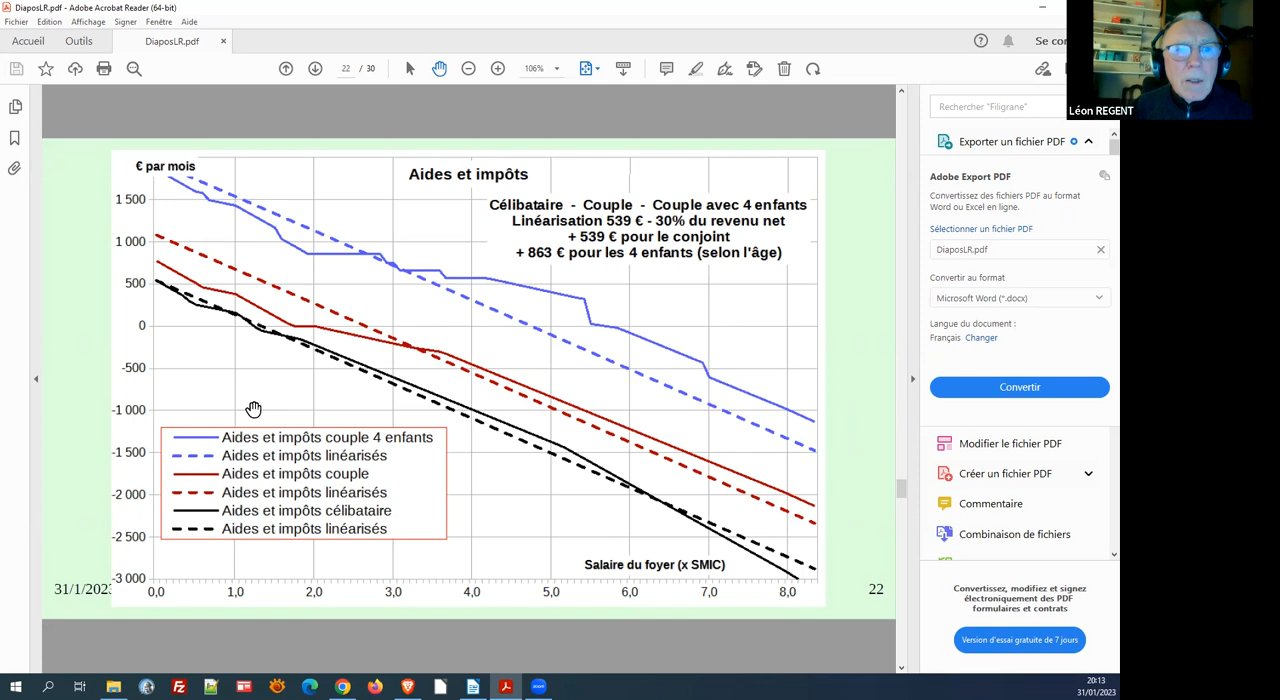 DiaposLR.pdf - Adobe Acrobat Reader (64-bit)
Fichier Edition Affichage Signer Fenêtre Aide
Accueil Outils DiaposLR.pdf × Se co
22 / 30 106%
Léon REGENT
€ par mois
Aides et impôts
Célibataire - Couple - Couple avec 4 enfants
Linéarisation 539 € - 30% du revenu net
+ 539 € pour le conjoint
+ 863 € pour les 4 enfants (selon l'âge)
1 500
1 000
500
0
-500
-1 000
-1 500
-2 000
-2 500
-3 000
Aides et impôts couple 4 enfants
Aides et impôts linéarisés
Aides et impôts couple
Aides et impôts linéarisés
Aides et impôts célibataire
Aides et impôts linéarisés
Salaire du foyer (x SMIC)
0,0 1,0 2,0 3,0 4,0 5,0 6,0 7,0 8,0
31/1/2023 22
Rechercher "Filigrane"
Exporter un fichier PDF
Adobe Export PDF
Convertissez des fichiers PDF au format
Word ou Excel en ligne.
Sélectionner un fichier PDF
DiaposLR.pdf
Convertir au format
Microsoft Word (*.docx)
Langue du document :
Français Changer
Convertir
Modifier le fichier PDF
Créer un fichier PDF
Commentaire
Combinaison de fichiers
Convertissez, modifiez et signez
électroniquement des PDF
formulaires et contrats
Version d'essai gratuite de 7 jours
20:13
31/01/2023